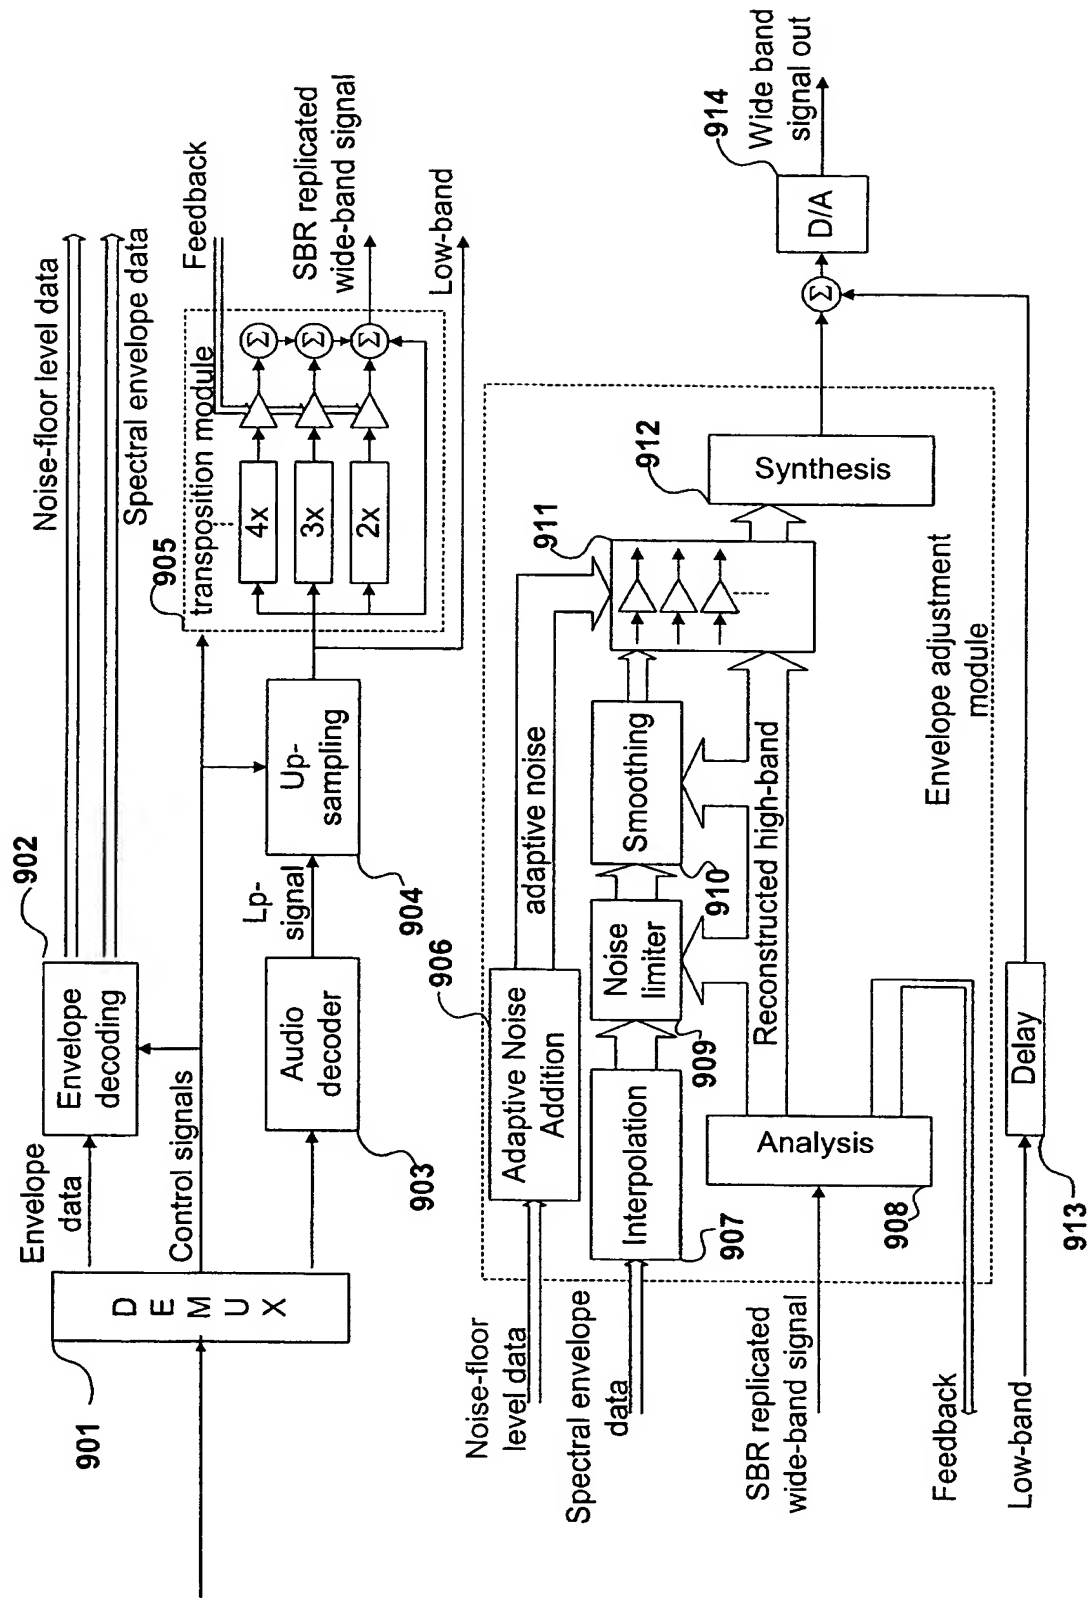 901
D
E
M
U
X
Envelope
data
Control signals
902
Envelope
decoding
903
Audio
decoder
Lp-
signal
904
Up-
sampling
Noise-floor level data
Spectral envelope data
905
transposition module
4x
3x
2x
Σ
Σ
Σ
Feedback
SBR replicated
wide-band signal
Low-band
Noise-floor
level data
Spectral envelope
data
SBR replicated
wide-band signal
Feedback
Low-band
906
Adaptive Noise
Addition
adaptive noise
Interpolation
907
Noise
limiter
909
Smoothing
910
911
Analysis
908
Reconstructed high-band
912
Synthesis
Envelope adjustment
module
Delay
913
Σ
D/A
914
Wide band
signal out